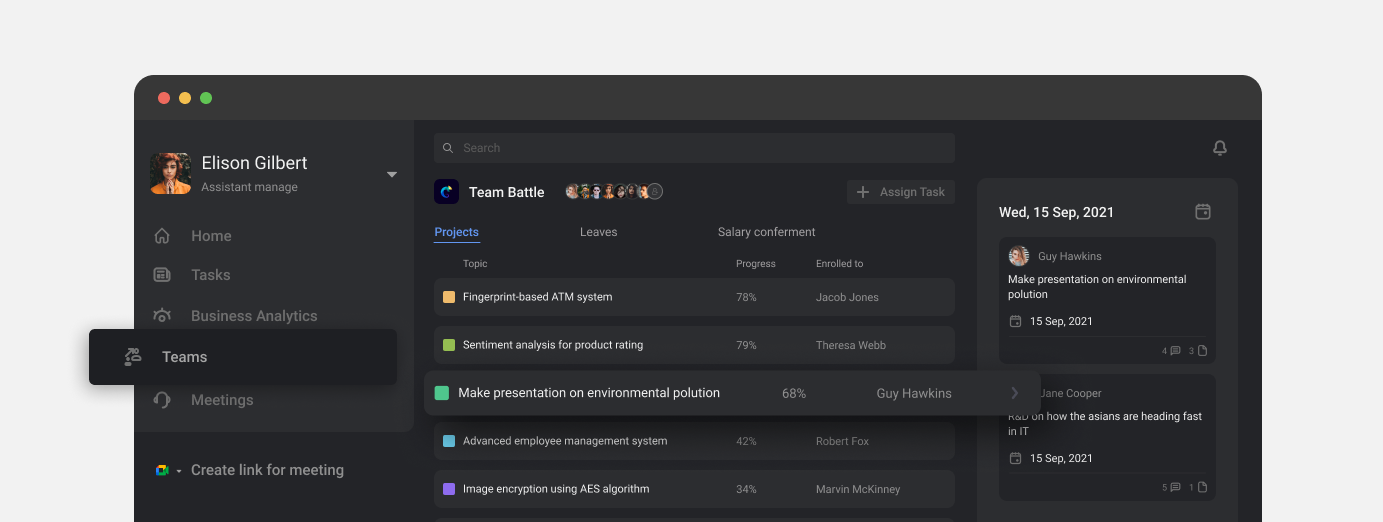 Elison Gilbert
Assistant manage
Home
Tasks
Business Analytics
Teams
Meetings
Create link for meeting
Search
Team Battle
Assign Task
Projects
Leaves
Salary conferment
Topic
Progress
Enrolled to
Fingerprint-based ATM system
78%
Jacob Jones
Sentiment analysis for product rating
79%
Theresa Webb
Make presentation on environmental polution
68%
Guy Hawkins
Advanced employee management system
42%
Robert Fox
Image encryption using AES algorithm
34%
Marvin McKinney
Wed, 15 Sep, 2021
Guy Hawkins
Make presentation on environmental
polution
15 Sep, 2021
4
3
Jane Cooper
R&D on how the asians are heading fast
in IT
15 Sep, 2021
5
1